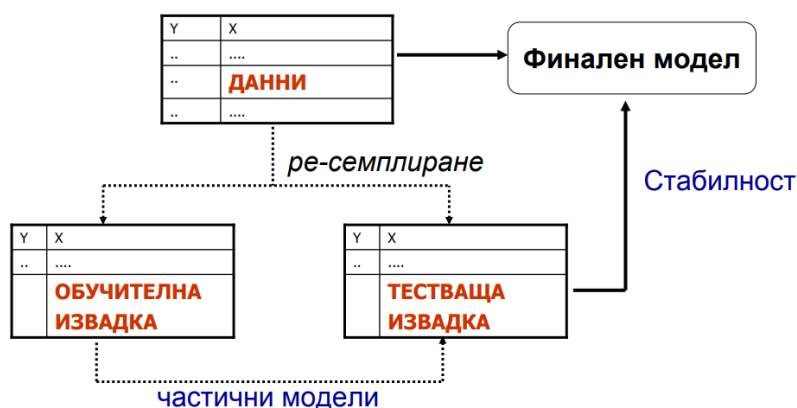 Y X
.. ....
.. ДАННИ
.. ....
Финален модел
ре-семплиране
Стабилност
Y X
.. ....
ОБУЧИТЕЛНА
ИЗВАДКА
Y X
.. ....
ТЕСТВАЩА
ИЗВАДКА
частични модели